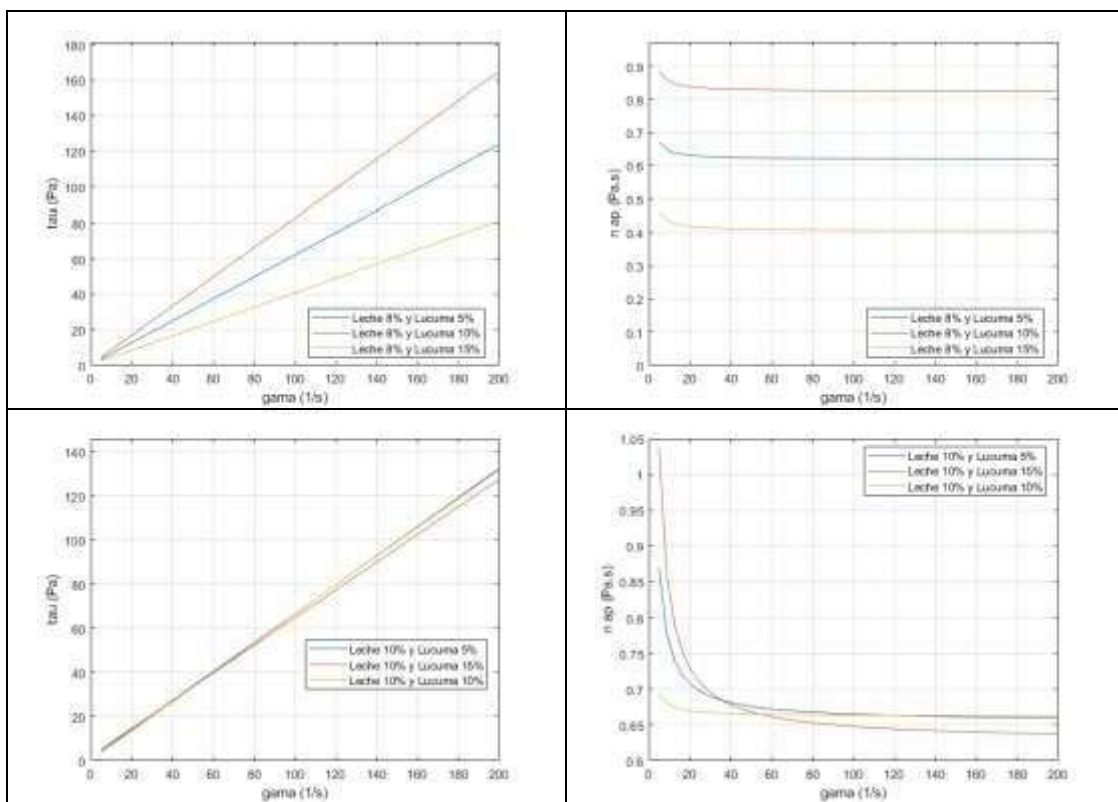 180
160
140
120
100
80
60
40
20
0
tau (Pa)
0 20 40 60 80 100 120 140 160 180 200
gama (1/s)
Leche 8% y Lucuma 5%
Leche 8% y Lucuma 10%
Leche 8% y Lucuma 15%
0.9
0.8
0.7
0.6
0.5
0.4
0.3
0.2
0.1
0
n ap (Pa.s)
0 20 40 60 80 100 120 140 160 180 200
gama (1/s)
Leche 8% y Lucuma 5%
Leche 8% y Lucuma 10%
Leche 8% y Lucuma 15%
140
120
100
80
60
40
20
0
tau (Pa)
0 20 40 60 80 100 120 140 160 180 200
gama (1/s)
Leche 10% y Lucuma 5%
Leche 10% y Lucuma 15%
Leche 10% y Lucuma 10%
1.05
1
0.95
0.9
0.85
0.8
0.75
0.7
0.65
0.6
n ap (Pa.s)
0 20 40 60 80 100 120 140 160 180 200
gama (1/s)
Leche 10% y Lucuma 5%
Leche 10% y Lucuma 15%
Leche 10% y Lucuma 10%